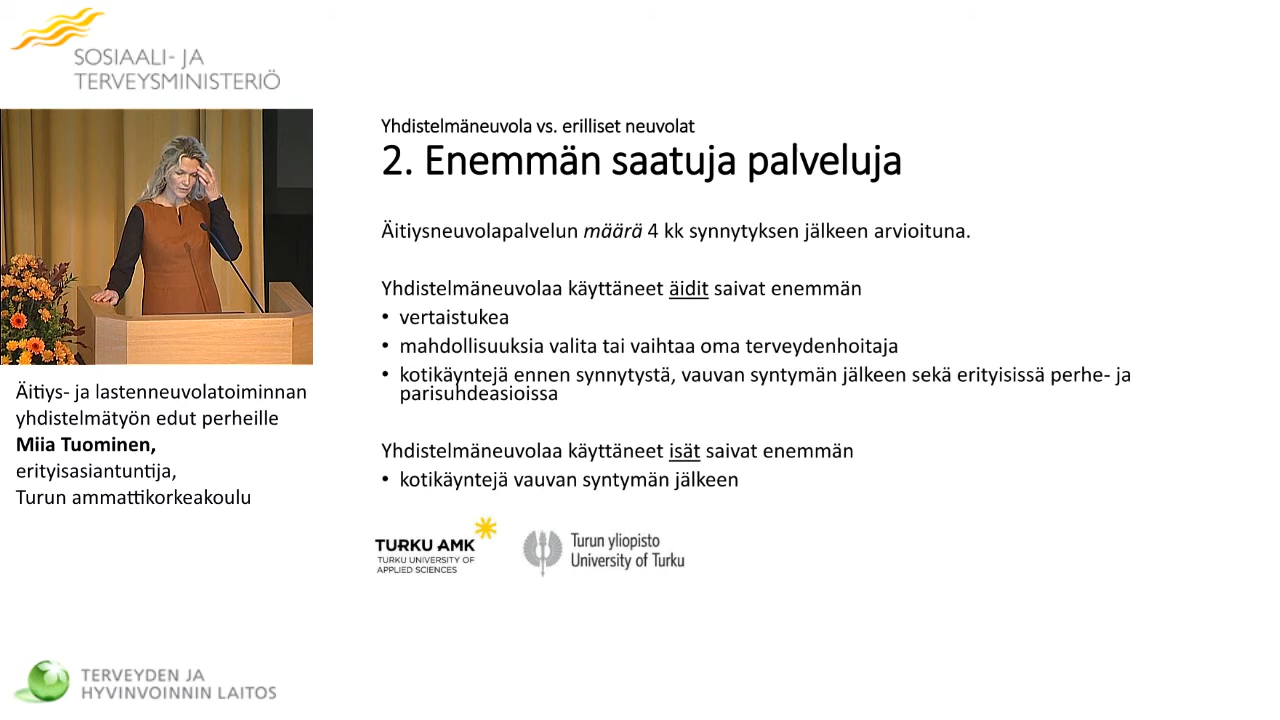 SOSIAALI- JA
TERVEYSMINISTERIÖ
Yhdistelmäneuvola vs. erilliset neuvolat
2. Enemmän saatuja palveluja
Äitiysneuvolapalvelun määrä 4 kk synnytyksen jälkeen arvioituna.
Yhdistelmäneuvolaa käyttäneet äidit saivat enemmän
• vertaistukea
• mahdollisuuksia valita tai vaihtaa oma terveydenhoitaja
• kotikäyntejä ennen synnytystä, vauvan syntymän jälkeen sekä erityisissä perhe- ja
parisuhdeasioissa
Yhdistelmäneuvolaa käyttäneet isät saivat enemmän
• kotikäyntejä vauvan syntymän jälkeen
Äitiys- ja lastenneuvolatoiminnan
yhdistelmätyön edut perheille
Miia Tuominen,
erityisasiantuntija,
Turun ammattikorkeakoulu
TURKU AMK
TURKU UNIVERSITY OF
APPLIED SCIENCES
Turun yliopisto
University of Turku
TERVEYDEN JA
HYVINVOINNIN LAITOS